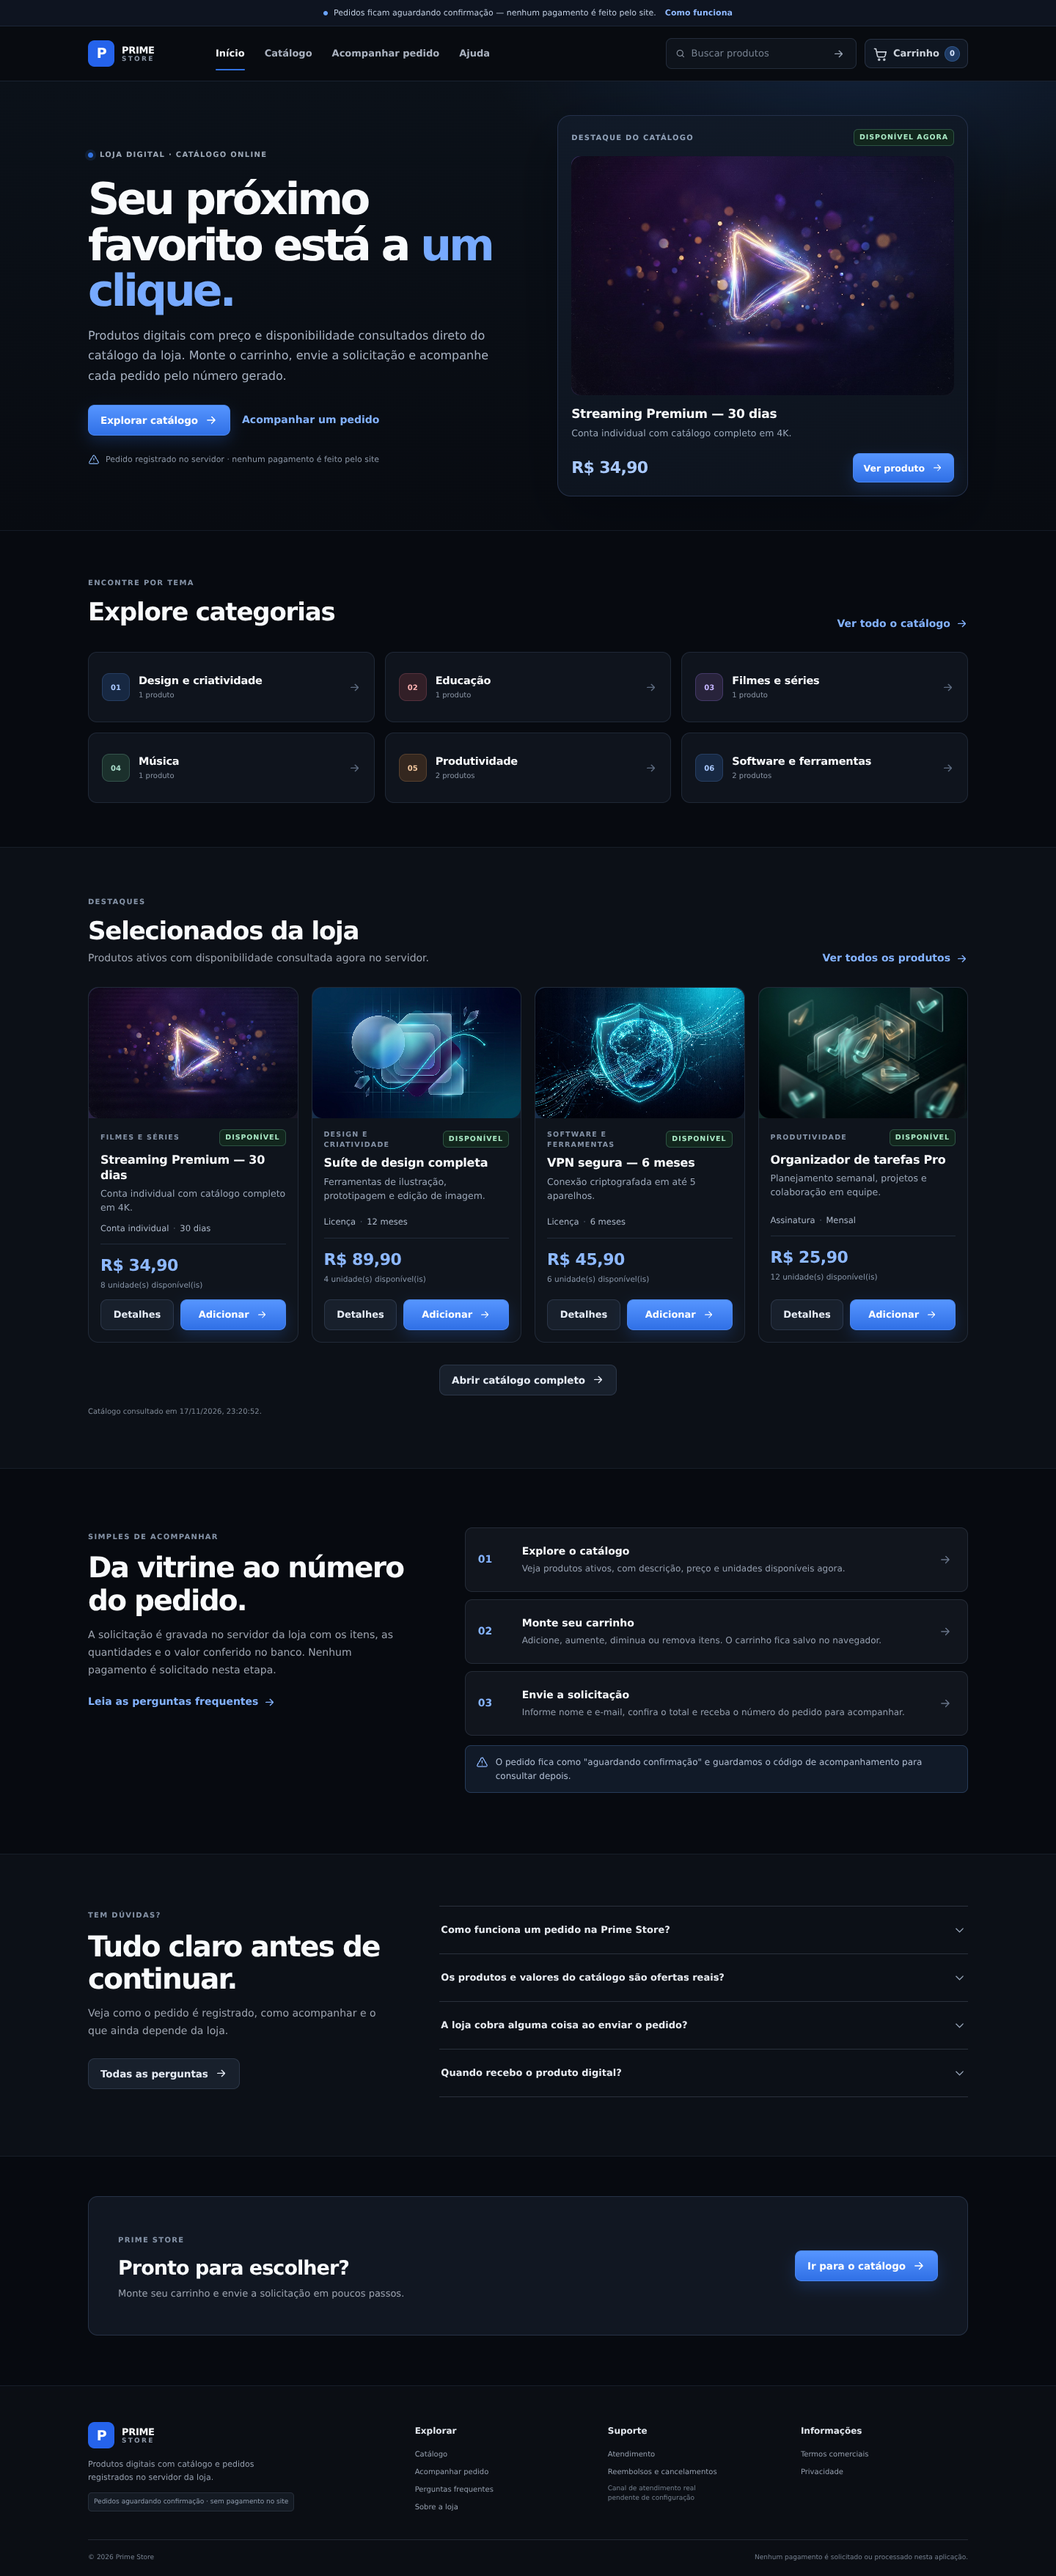 Pedidos ficam aguardando confirmação — nenhum pagamento é feito pelo site. Como funciona
P PRIME STORE
Início Catálogo Acompanhar pedido Ajuda
Buscar produtos
Carrinho 0
LOJA DIGITAL · CATÁLOGO ONLINE
Seu próximo
favorito está a um
clique.
Produtos digitais com preço e disponibilidade consultados direto do
catálogo da loja. Monte o carrinho, envie a solicitação e acompanhe
cada pedido pelo número gerado.
Explorar catálogo
Acompanhar um pedido
Pedido registrado no servidor · nenhum pagamento é feito pelo site
DESTAQUE DO CATÁLOGO
DISPONÍVEL AGORA
Streaming Premium — 30 dias
Conta individual com catálogo completo em 4K.
R$ 34,90
Ver produto
ENCONTRE POR TEMA
Explore categorias
Ver todo o catálogo
01
Design e criatividade
1 produto
02
Educação
1 produto
03
Filmes e séries
1 produto
04
Música
1 produto
05
Produtividade
2 produtos
06
Software e ferramentas
2 produtos
DESTAQUES
Selecionados da loja
Produtos ativos com disponibilidade consultada agora no servidor.
Ver todos os produtos
FILMES E SÉRIES
DISPONÍVEL
Streaming Premium — 30
dias
Conta individual com catálogo completo
em 4K.
Conta individual · 30 dias
R$ 34,90
8 unidade(s) disponível(is)
Detalhes
Adicionar
DESIGN E
CRIATIVIDADE
DISPONÍVEL
Suíte de design completa
Ferramentas de ilustração,
prototipagem e edição de imagem.
Licença · 12 meses
R$ 89,90
4 unidade(s) disponível(is)
Detalhes
Adicionar
SOFTWARE E
FERRAMENTAS
DISPONÍVEL
VPN segura — 6 meses
Conexão criptografada em até 5
aparelhos.
Licença · 6 meses
R$ 45,90
6 unidade(s) disponível(is)
Detalhes
Adicionar
PRODUTIVIDADE
DISPONÍVEL
Organizador de tarefas Pro
Planejamento semanal, projetos e
colaboração em equipe.
Assinatura · Mensal
R$ 25,90
12 unidade(s) disponível(is)
Detalhes
Adicionar
Abrir catálogo completo
Catálogo consultado em 17/11/2026, 23:20:52.
SIMPLES DE ACOMPANHAR
Da vitrine ao número
do pedido.
A solicitação é gravada no servidor da loja com os itens, as
quantidades e o valor conferido no banco. Nenhum
pagamento é solicitado nesta etapa.
Leia as perguntas frequentes
01
Explore o catálogo
Veja produtos ativos, com descrição, preço e unidades disponíveis agora.
02
Monte seu carrinho
Adicione, aumente, diminua ou remova itens. O carrinho fica salvo no navegador.
03
Envie a solicitação
Informe nome e e-mail, confira o total e receba o número do pedido para acompanhar.
O pedido fica como "aguardando confirmação" e guardamos o código de acompanhamento para
consultar depois.
TEM DÚVIDAS?
Tudo claro antes de
continuar.
Veja como o pedido é registrado, como acompanhar e o
que ainda depende da loja.
Todas as perguntas
Como funciona um pedido na Prime Store?
Os produtos e valores do catálogo são ofertas reais?
A loja cobra alguma coisa ao enviar o pedido?
Quando recebo o produto digital?
PRIME STORE
Pronto para escolher?
Monte seu carrinho e envie a solicitação em poucos passos.
Ir para o catálogo
P PRIME STORE
Produtos digitais com catálogo e pedidos
registrados no servidor da loja.
Pedidos aguardando confirmação · sem pagamento no site
Explorar
Catálogo
Acompanhar pedido
Perguntas frequentes
Sobre a loja
Suporte
Atendimento
Reembolsos e cancelamentos
Canal de atendimento real
pendente de configuração
Informações
Termos comerciais
Privacidade
© 2026 Prime Store
Nenhum pagamento é solicitado ou processado nesta aplicação.